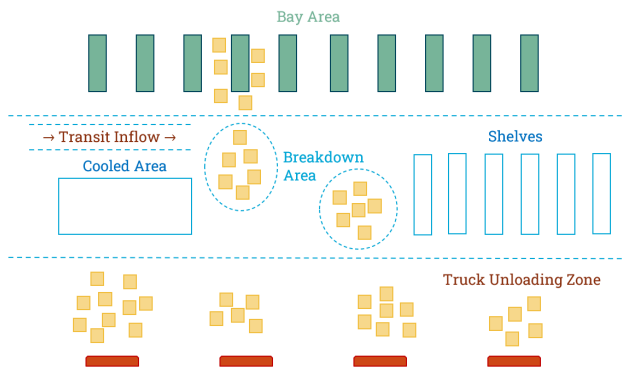 Bay Area
→ Transit Inflow →
Shelves
Cooled Area
Breakdown
Area
Truck Unloading Zone